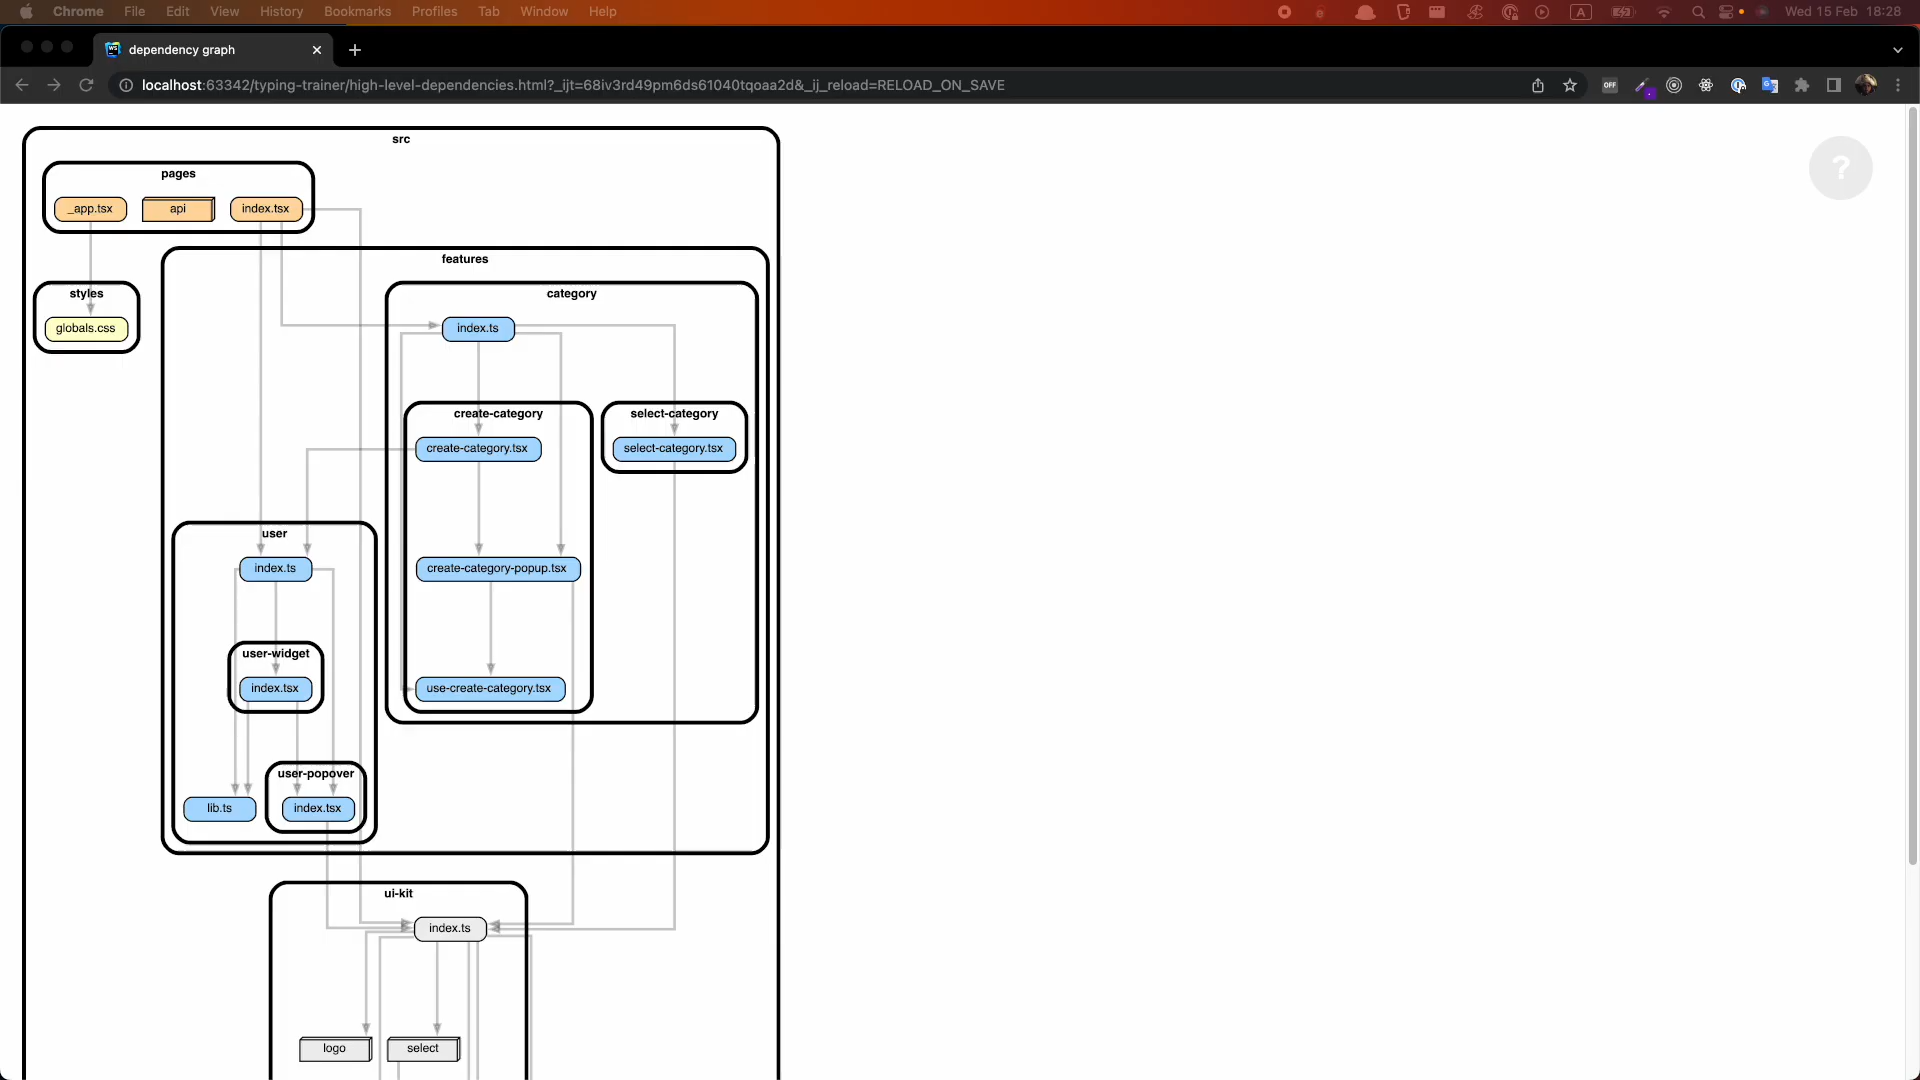 Chrome File Edit View History Bookmarks Profiles Tab Window Help A Wed 15 Feb 18:28
WS dependency graph
localhost:63342/typing-trainer/high-level-dependencies.html?_ijt=68iv3rd49pm6ds61040tqoaa2d&_ij_reload=RELOAD_ON_SAVE OFF
src
?
pages
_app.tsx api index.tsx
features
styles category
globals.css index.ts
create-category select-category
create-category.tsx select-category.tsx
user
index.ts create-category-popup.tsx
user-widget
index.tsx use-create-category.tsx
user-popover
lib.ts index.tsx
ui-kit
index.ts
logo select